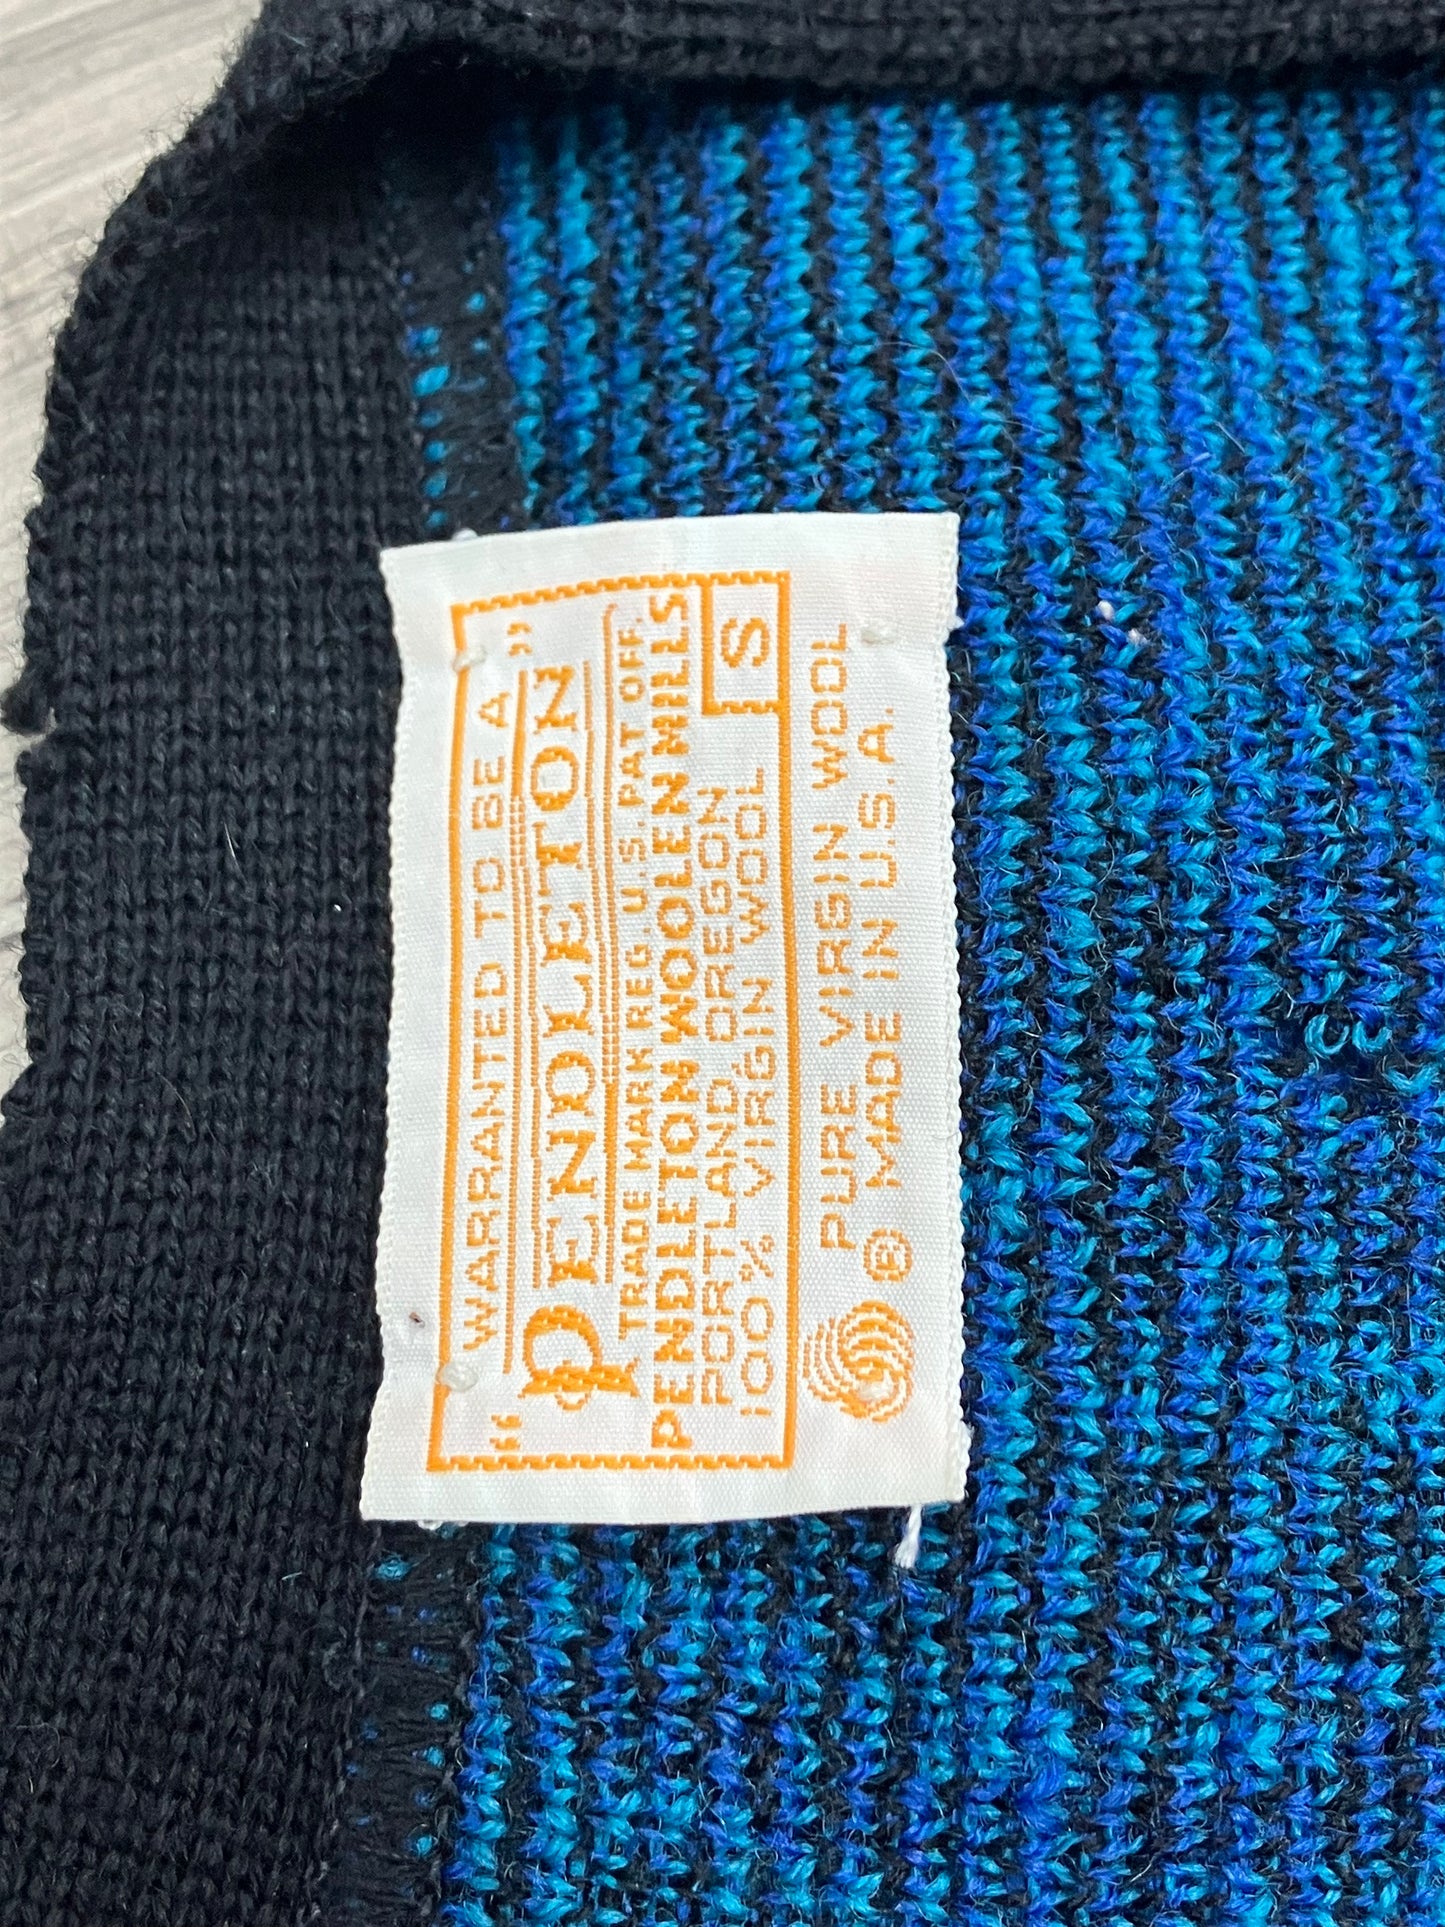 " WARRANTED TO BE A "
PENDLETON
TRADE MARK REG. U.S. PAT. OFF.
PENDLETON WOOLEN MILLS
PORTLAND, OREGON
100% VIRGIN WOOL S
PURE VIRGIN WOOL
® MADE IN U.S.A.